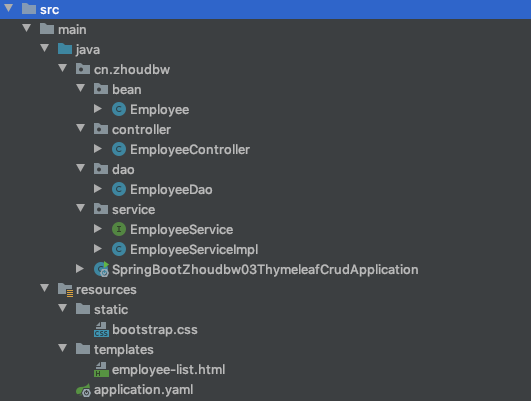 src
main
java
cn.zhoudbw
bean
Employee
controller
EmployeeController
dao
EmployeeDao
service
EmployeeService
EmployeeServiceImpl
SpringBootZhoudbw03ThymeleafCrudApplication
resources
static
bootstrap.css
templates
employee-list.html
application.yaml